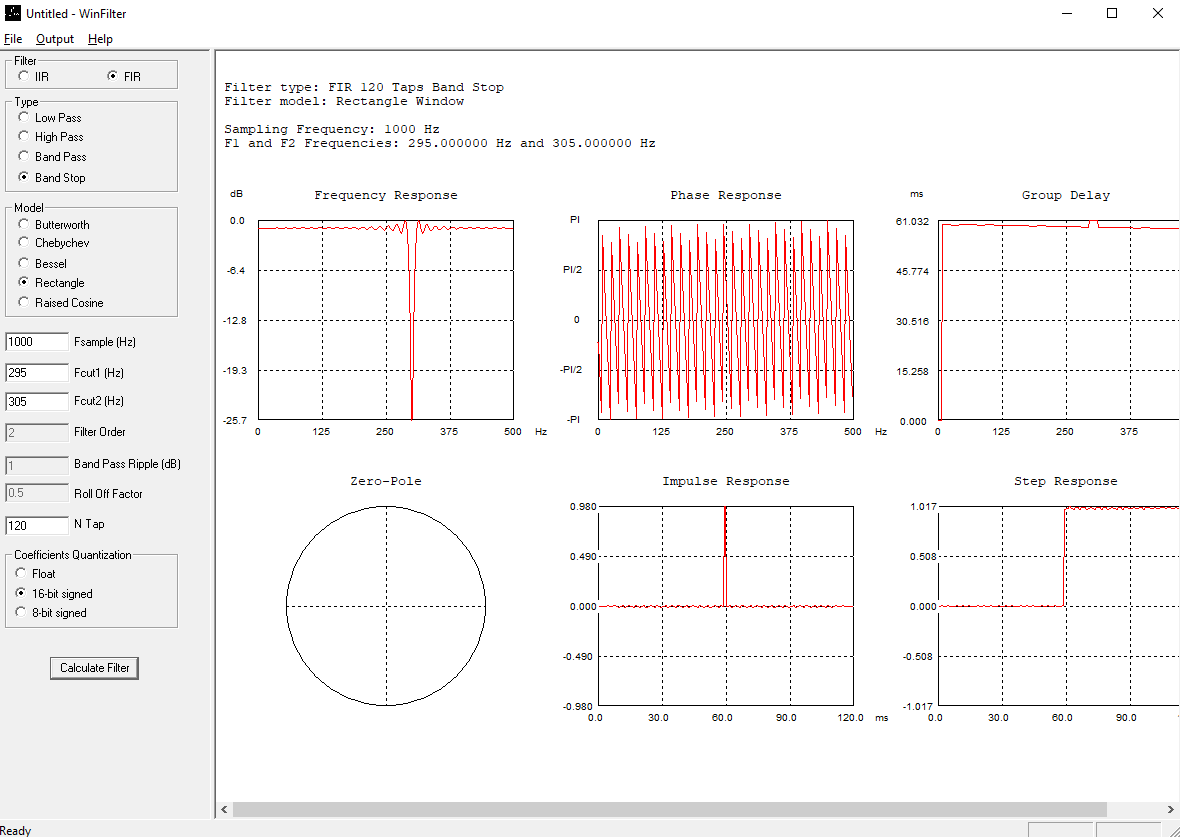 Untitled - WinFilter
File Output Help
Filter
IIR FIR
Type
Low Pass
High Pass
Band Pass
Band Stop
Model
Butterworth
Chebychev
Bessel
Rectangle
Raised Cosine
1000 Fsample (Hz)
295 Fcut1 (Hz)
305 Fcut2 (Hz)
2 Filter Order
1 Band Pass Ripple (dB)
0.5 Roll Off Factor
120 N Tap
Coefficients Quantization
Float
16-bit signed
8-bit signed
Calculate Filter
Filter type: FIR 120 Taps Band Stop
Filter model: Rectangle Window
Sampling Frequency: 1000 Hz
F1 and F2 Frequencies: 295.000000 Hz and 305.000000 Hz
dB Frequency Response
0.0
-6.4
-12.8
-19.3
-25.7
0 125 250 375 500 Hz
Phase Response
PI
PI/2
0
-PI/2
-PI
0 125 250 375 500 Hz
ms Group Delay
61.032
45.774
30.516
15.258
0.000
0 125 250 375
Zero-Pole
Impulse Response
0.980
0.490
0.000
-0.490
-0.980
0.0 30.0 60.0 90.0 120.0 ms
Step Response
1.017
0.508
0.000
-0.508
-1.017
0.0 30.0 60.0 90.0
Ready